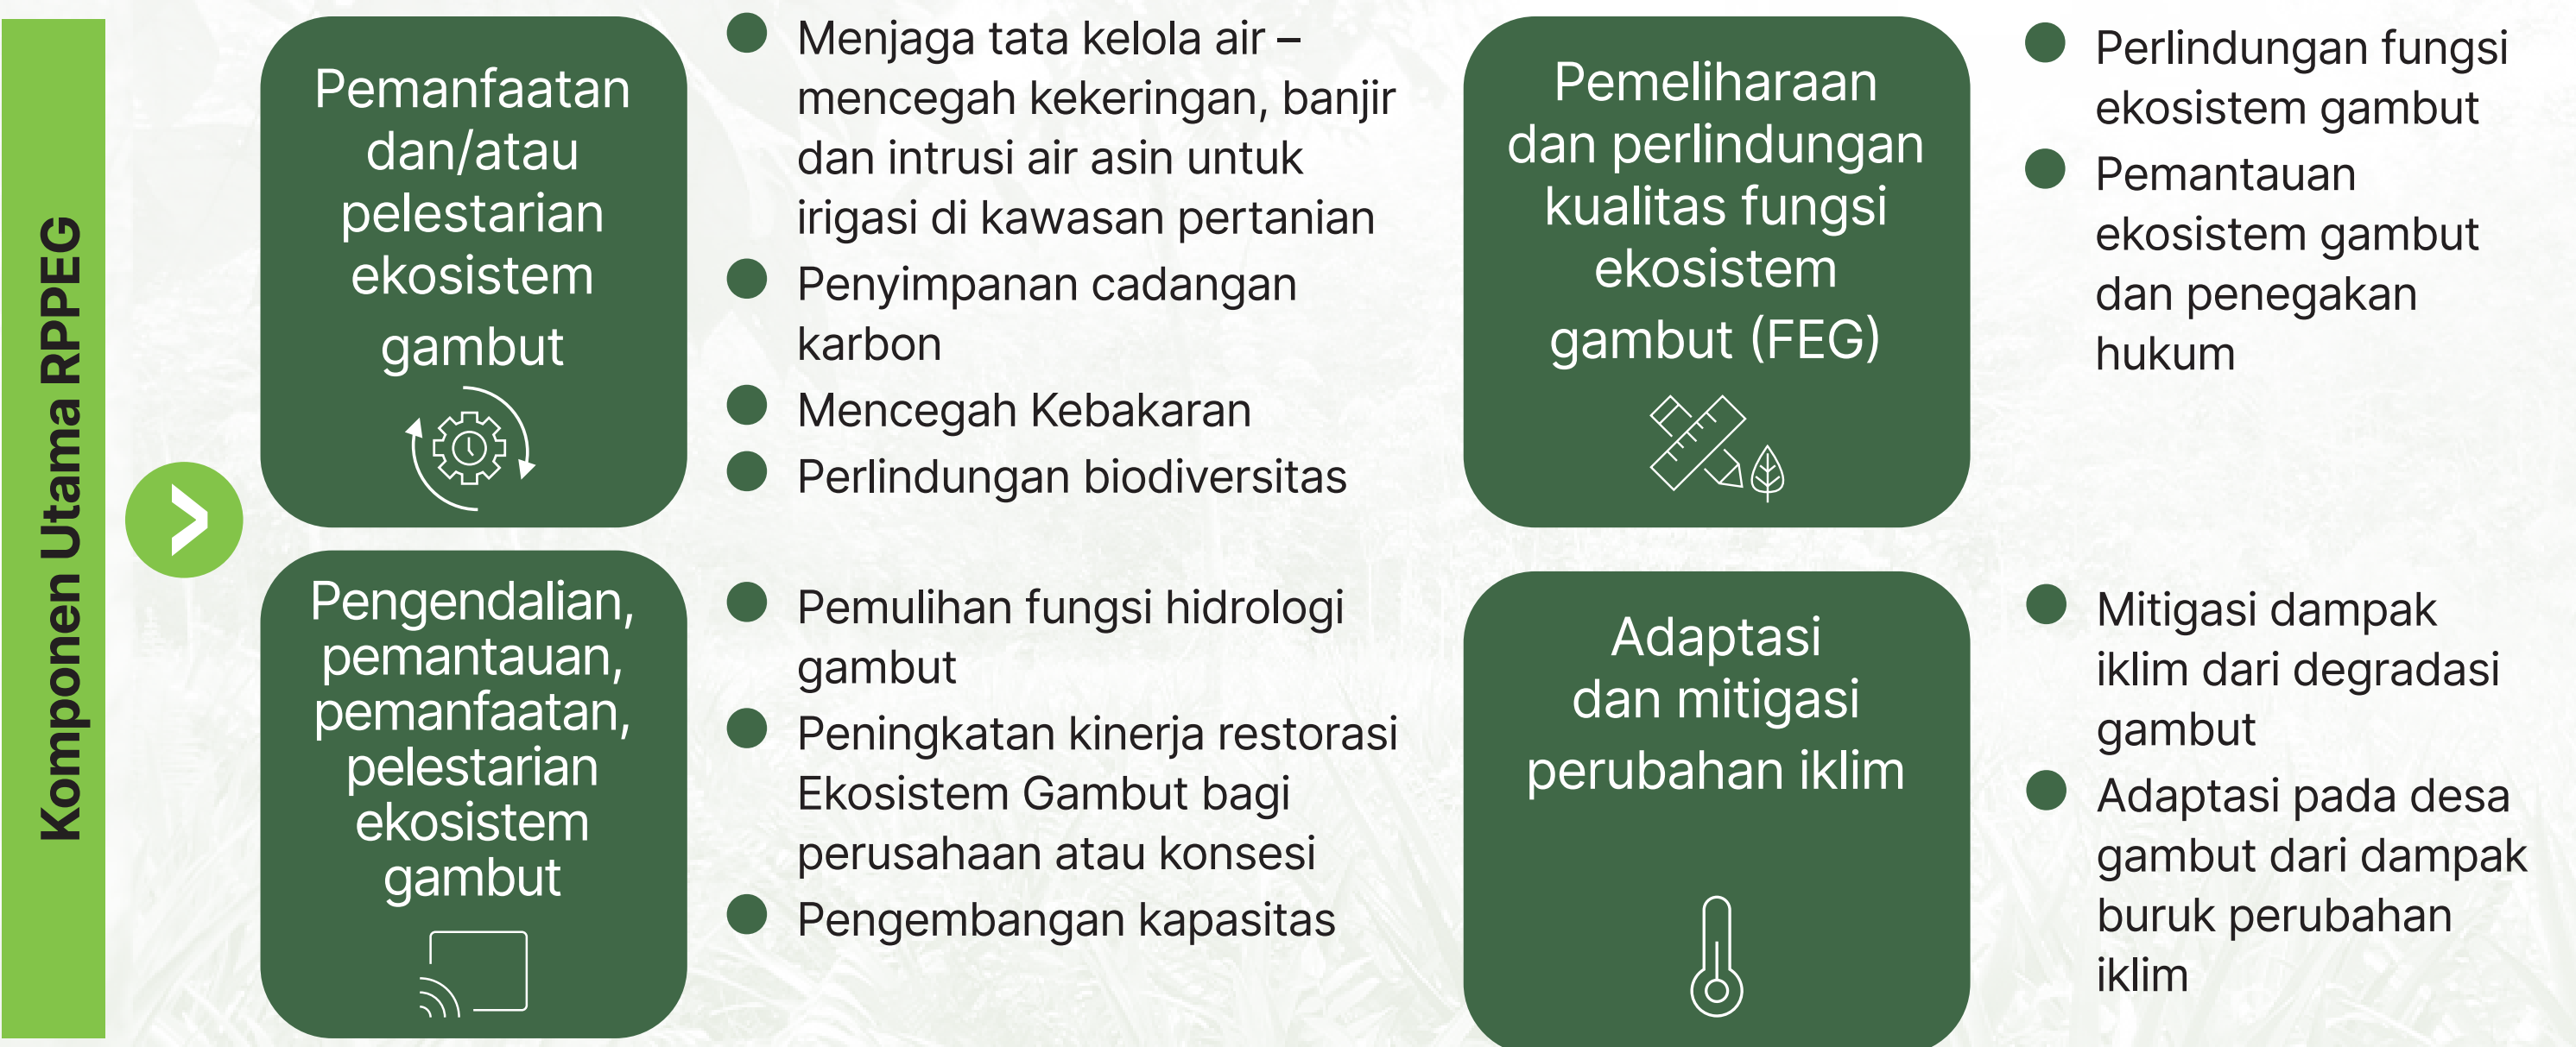 Komponen Utama RPPEG
Pemanfaatan
dan/atau
pelestarian
ekosistem
gambut
Menjaga tata kelola air –
mencegah kekeringan, banjir
dan intrusi air asin untuk
irigasi di kawasan pertanian
Penyimpanan cadangan
karbon
Mencegah Kebakaran
Perlindungan biodiversitas
Pemeliharaan
dan perlindungan
kualitas fungsi
ekosistem
gambut (FEG)
Perlindungan fungsi
ekosistem gambut
Pemantauan
ekosistem gambut
dan penegakan
hukum
Pengendalian,
pemantauan,
pemanfaatan,
pelestarian
ekosistem
gambut
Pemulihan fungsi hidrologi
gambut
Peningkatan kinerja restorasi
Ekosistem Gambut bagi
perusahaan atau konsesi
Pengembangan kapasitas
Adaptasi
dan mitigasi
perubahan iklim
Mitigasi dampak
iklim dari degradasi
gambut
Adaptasi pada desa
gambut dari dampak
buruk perubahan
iklim